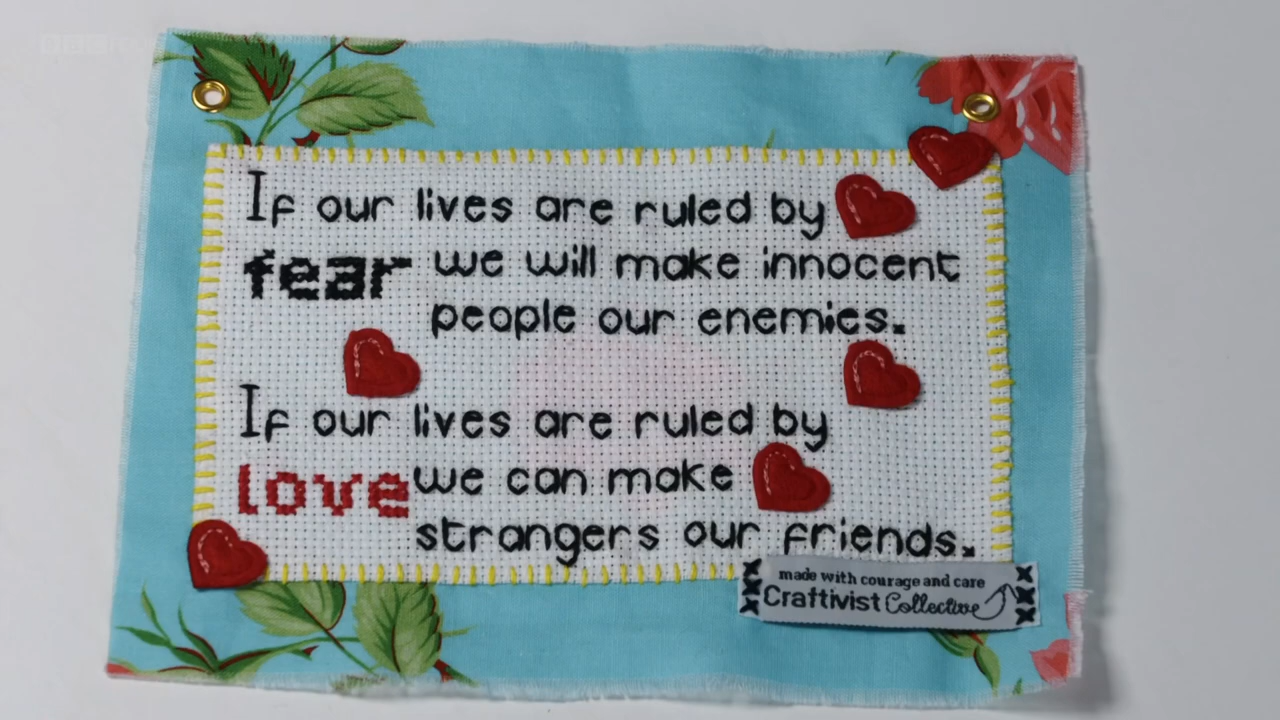 If our lives are ruled by
fear we will make innocent
people our enemies.
If our lives are ruled by
love we can make
strangers our friends.
made with courage and care
Craftivist Collective